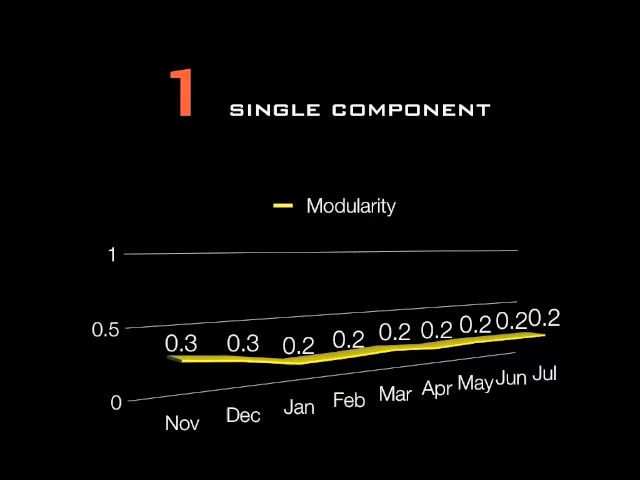 1 SINGLE COMPONENT
Modularity
1
0.5
0.3 0.3 0.2 0.2 0.2 0.2 0.2 0.2 0.2
0
Nov Dec Jan Feb Mar Apr May Jun Jul